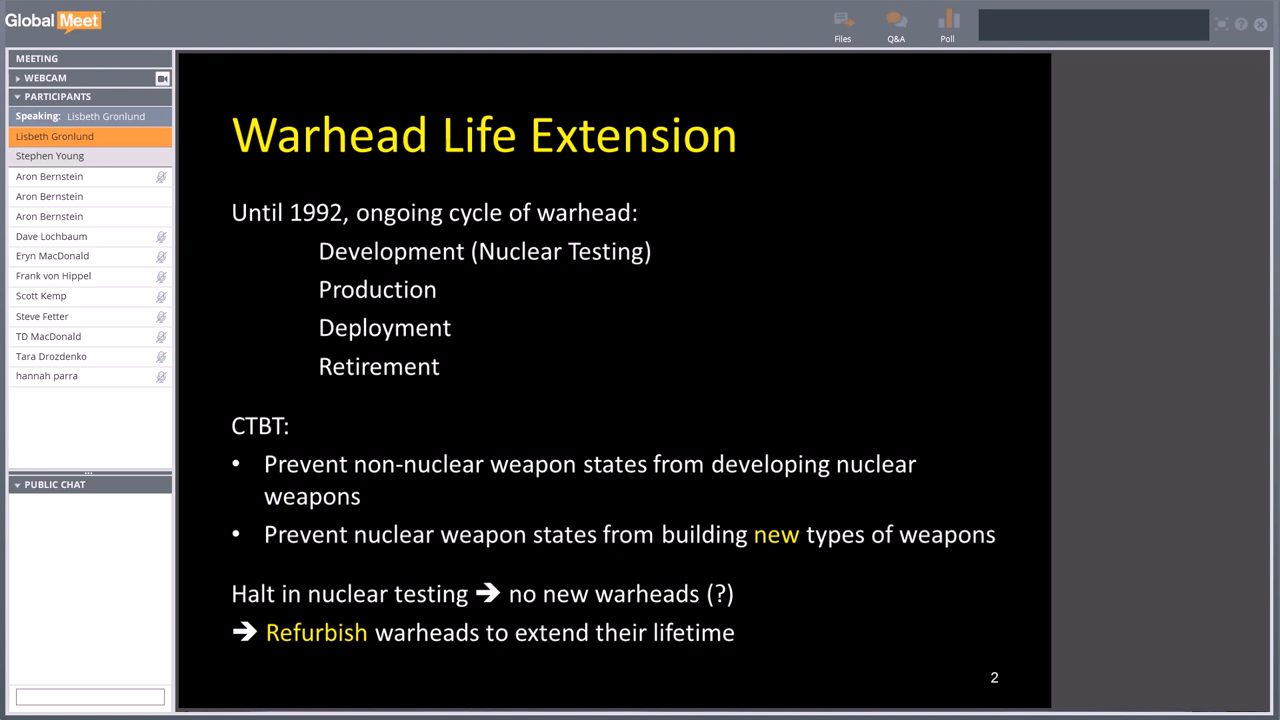 Global Meet
Files
Q&A
Poll
MEETING
WEBCAM
PARTICIPANTS
Speaking: Lisbeth Gronlund
Lisbeth Gronlund
Stephen Young
Aron Bernstein
Aron Bernstein
Aron Bernstein
Dave Lochbaum
Eryn MacDonald
Frank von Hippel
Scott Kemp
Steve Fetter
TD MacDonald
Tara Drozdenko
hannah parra
PUBLIC CHAT
Warhead Life Extension
Until 1992, ongoing cycle of warhead:
Development (Nuclear Testing)
Production
Deployment
Retirement
CTBT:
• Prevent non-nuclear weapon states from developing nuclear
weapons
• Prevent nuclear weapon states from building new types of weapons
Halt in nuclear testing ➔ no new warheads (?)
➔ Refurbish warheads to extend their lifetime
2